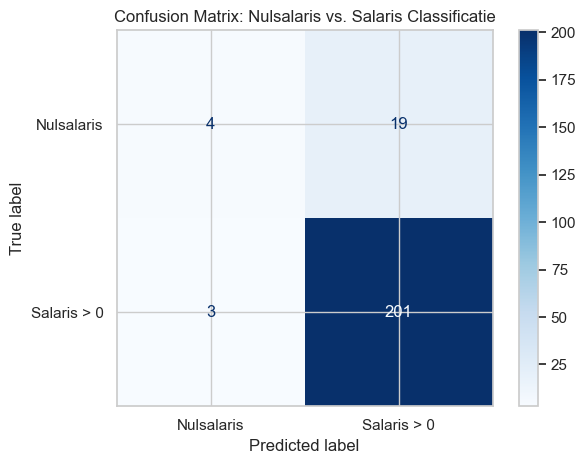 Confusion Matrix: Nulsalaris vs. Salaris Classificatie
True label
Nulsalaris
4
19
Salaris > 0
3
201
Nulsalaris
Salaris > 0
Predicted label
200
175
150
125
100
75
50
25